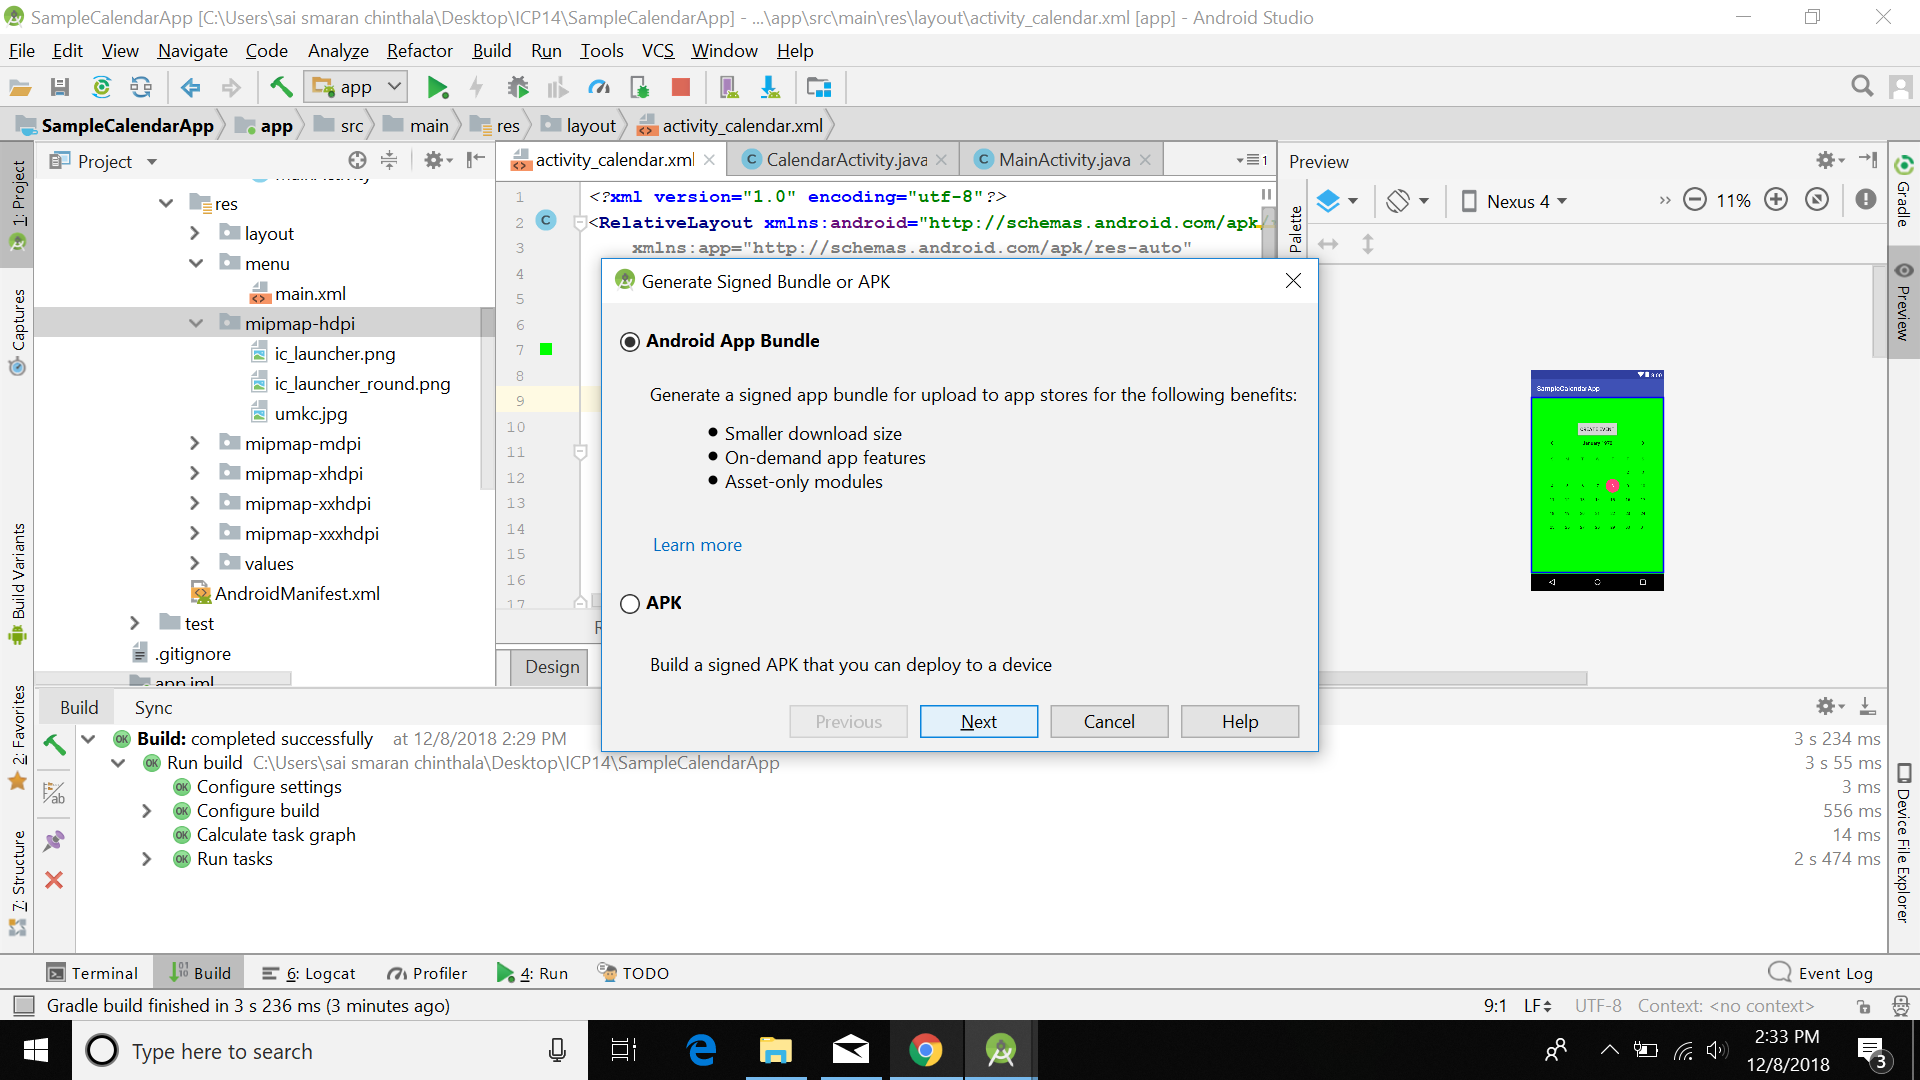 SampleCalendarApp [C:\Users\sai smaran chinthala\Desktop\ICP14\SampleCalendarApp] - ...\app\src\main\res\layout\activity_calendar.xml [app] - Android Studio
File Edit View Navigate Code Analyze Refactor Build Run Tools VCS Window Help
app
SampleCalendarApp app src main res layout activity_calendar.xml
1: Project
Captures
Build Variants
2: Favorites
7: Structure
Project
res
layout
menu
main.xml
mipmap-hdpi
ic_launcher.png
ic_launcher_round.png
umkc.jpg
mipmap-mdpi
mipmap-xhdpi
mipmap-xxhdpi
mipmap-xxxhdpi
values
AndroidManifest.xml
test
.gitignore
app.iml
activity_calendar.xml CalendarActivity.java MainActivity.java 1
1 <?xml version="1.0" encoding="utf-8"?>
2 <RelativeLayout xmlns:android="http://schemas.android.com/apk/
3 xmlns:app="http://schemas.android.com/apk/res-auto"
4
5
6
7
8
9
10
11
12
13
14
15
16
17
Design
Generate Signed Bundle or APK
Android App Bundle
Generate a signed app bundle for upload to app stores for the following benefits:
• Smaller download size
• On-demand app features
• Asset-only modules
Learn more
APK
Build a signed APK that you can deploy to a device
Previous Next Cancel Help
Preview
Palette
Nexus 4 11%
SampleCalendarApp
CREATE EVENT
January 1970
Gradle
Preview
Device File Explorer
Build Sync
Build: completed successfully at 12/8/2018 2:29 PM 3 s 234 ms
Run build C:\Users\sai smaran chinthala\Desktop\ICP14\SampleCalendarApp 3 s 55 ms
Configure settings 3 ms
Configure build 556 ms
Calculate task graph 14 ms
Run tasks 2 s 474 ms
Terminal Build 6: Logcat Profiler 4: Run TODO Event Log
Gradle build finished in 3 s 236 ms (3 minutes ago) 9:1 LF UTF-8 Context: <no context>
Type here to search
2:33 PM
12/8/2018
3